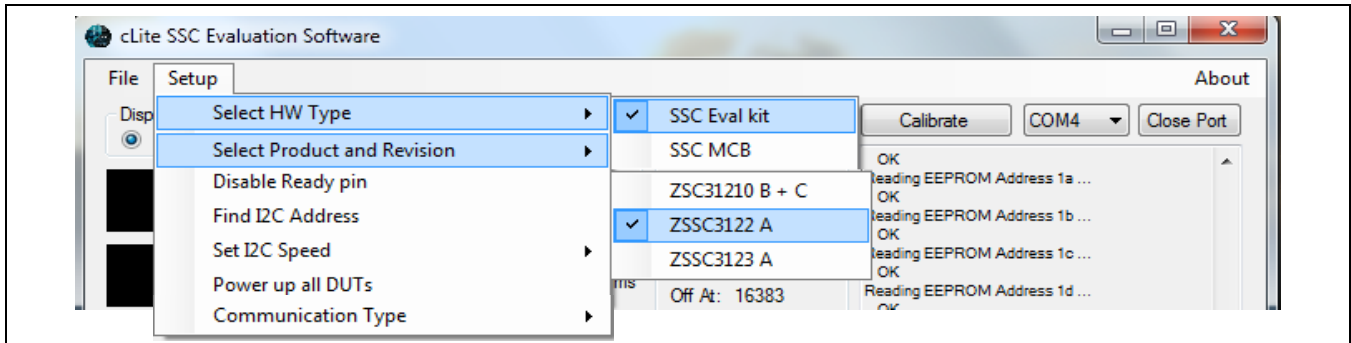 cLite SSC Evaluation Software
File Setup About
Disp Select HW Type SSC Eval kit Calibrate COM4 Close Port
Select Product and Revision SSC MCB OK
Disable Ready pin ZSC31210 B + C Reading EEPROM Address 1a ...
OK
Find I2C Address ZSSC3122 A Reading EEPROM Address 1b ...
OK
Set I2C Speed ZSSC3123 A Reading EEPROM Address 1c ...
OK
Power up all DUTs ms Off At: 16383 Reading EEPROM Address 1d ...
OK
Communication Type